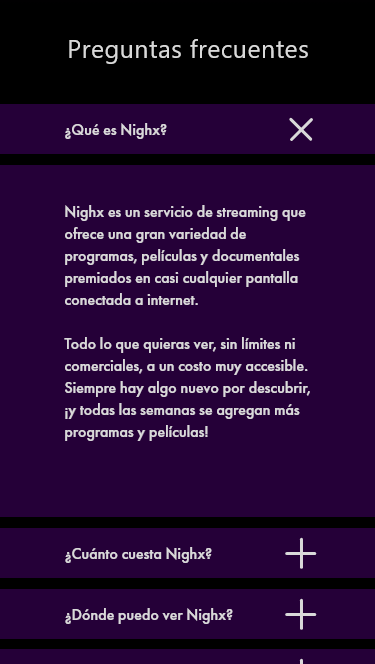 Preguntas frecuentes
¿Qué es Nighx?
Nighx es un servicio de streaming que
ofrece una gran variedad de
programas, películas y documentales
premiados en casi cualquier pantalla
conectada a internet.
Todo lo que quieras ver, sin límites ni
comerciales, a un costo muy accesible.
Siempre hay algo nuevo por descubrir,
¡y todas las semanas se agregan más
programas y películas!
¿Cuánto cuesta Nighx?
¿Dónde puedo ver Nighx?